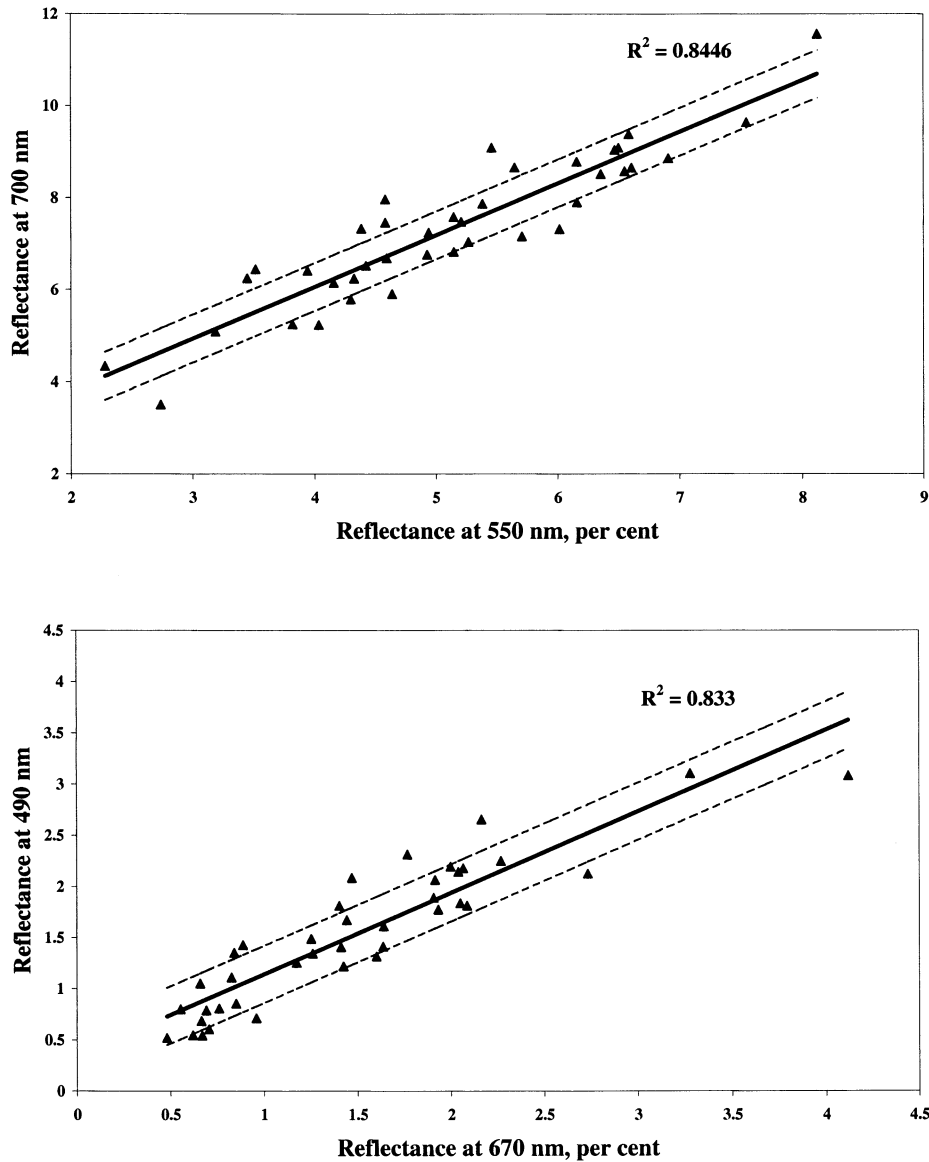 12
R² = 0.8446
10
8
6
4
2
Reflectance at 700 nm
2 3 4 5 6 7 8 9
Reflectance at 550 nm, per cent
4.5
4
R² = 0.833
3.5
3
2.5
2
1.5
1
0.5
0
Reflectance at 490 nm
0 0.5 1 1.5 2 2.5 3 3.5 4 4.5
Reflectance at 670 nm, per cent